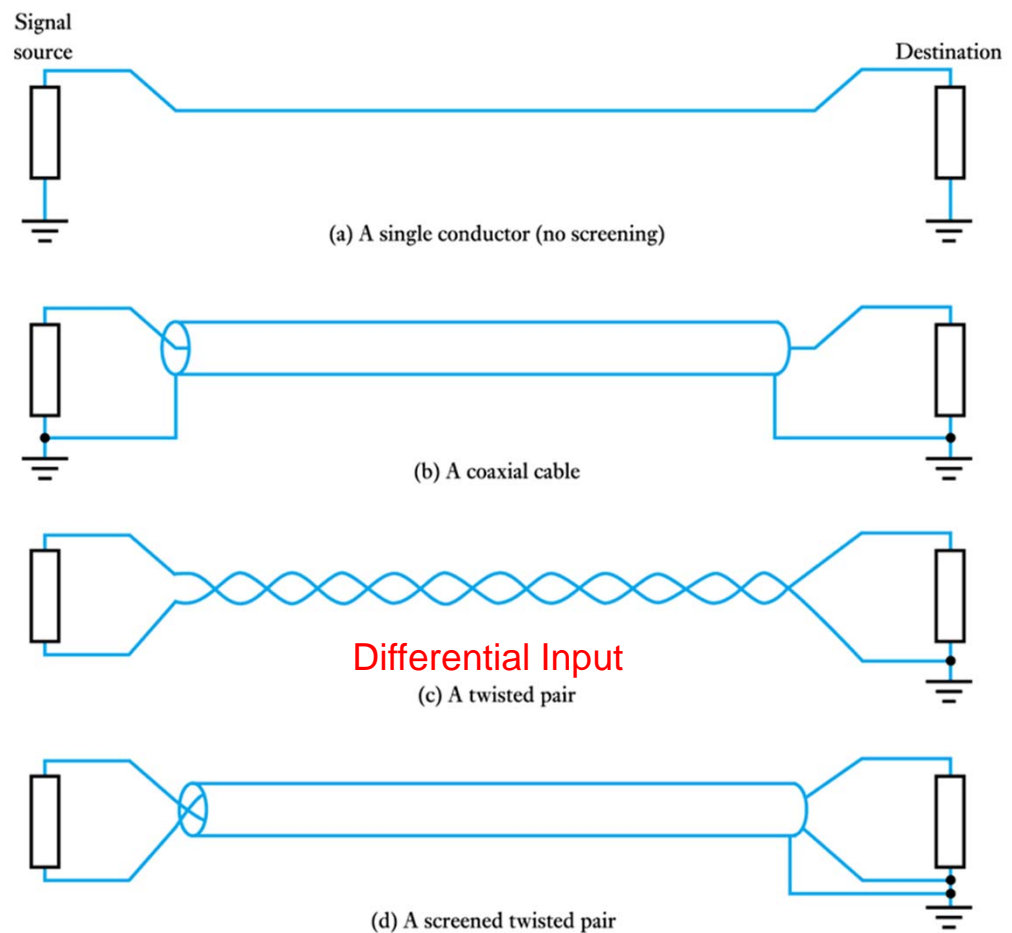 Signal
source
Destination
(a) A single conductor (no screening)
(b) A coaxial cable
Differential Input
(c) A twisted pair
(d) A screened twisted pair